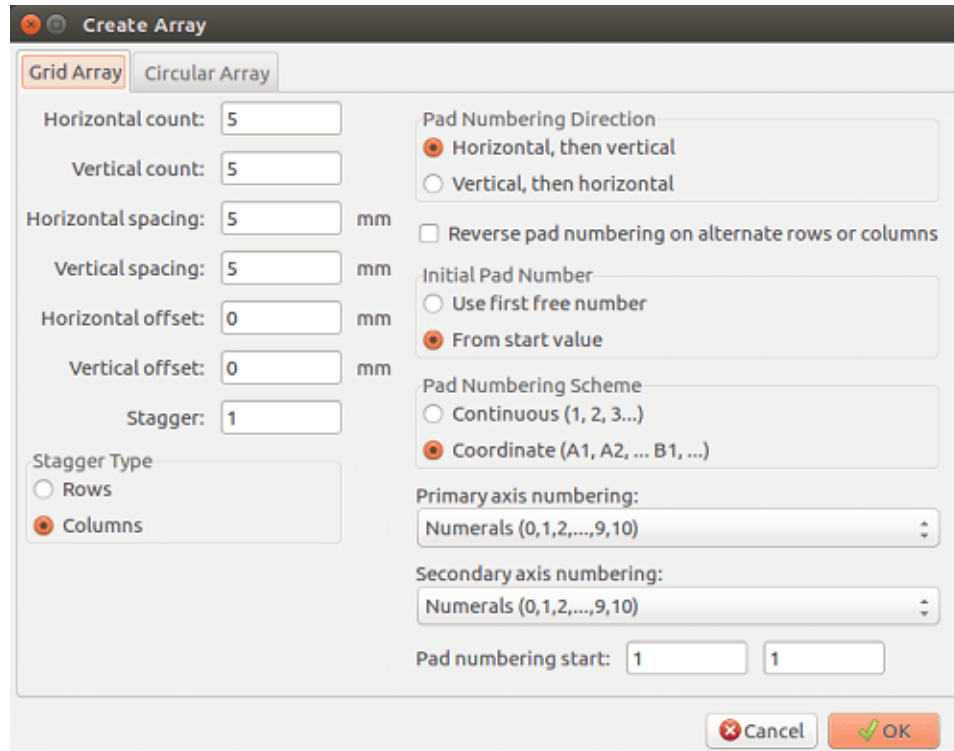 Create Array
Grid Array
Circular Array
Horizontal count: 5
Vertical count: 5
Horizontal spacing: 5 mm
Vertical spacing: 5 mm
Horizontal offset: 0 mm
Vertical offset: 0 mm
Stagger: 1
Stagger Type
Rows
Columns
Pad Numbering Direction
Horizontal, then vertical
Vertical, then horizontal
Reverse pad numbering on alternate rows or columns
Initial Pad Number
Use first free number
From start value
Pad Numbering Scheme
Continuous (1, 2, 3...)
Coordinate (A1, A2, ... B1, ...)
Primary axis numbering:
Numerals (0,1,2,...,9,10)
Secondary axis numbering:
Numerals (0,1,2,...,9,10)
Pad numbering start: 1 1
Cancel
OK